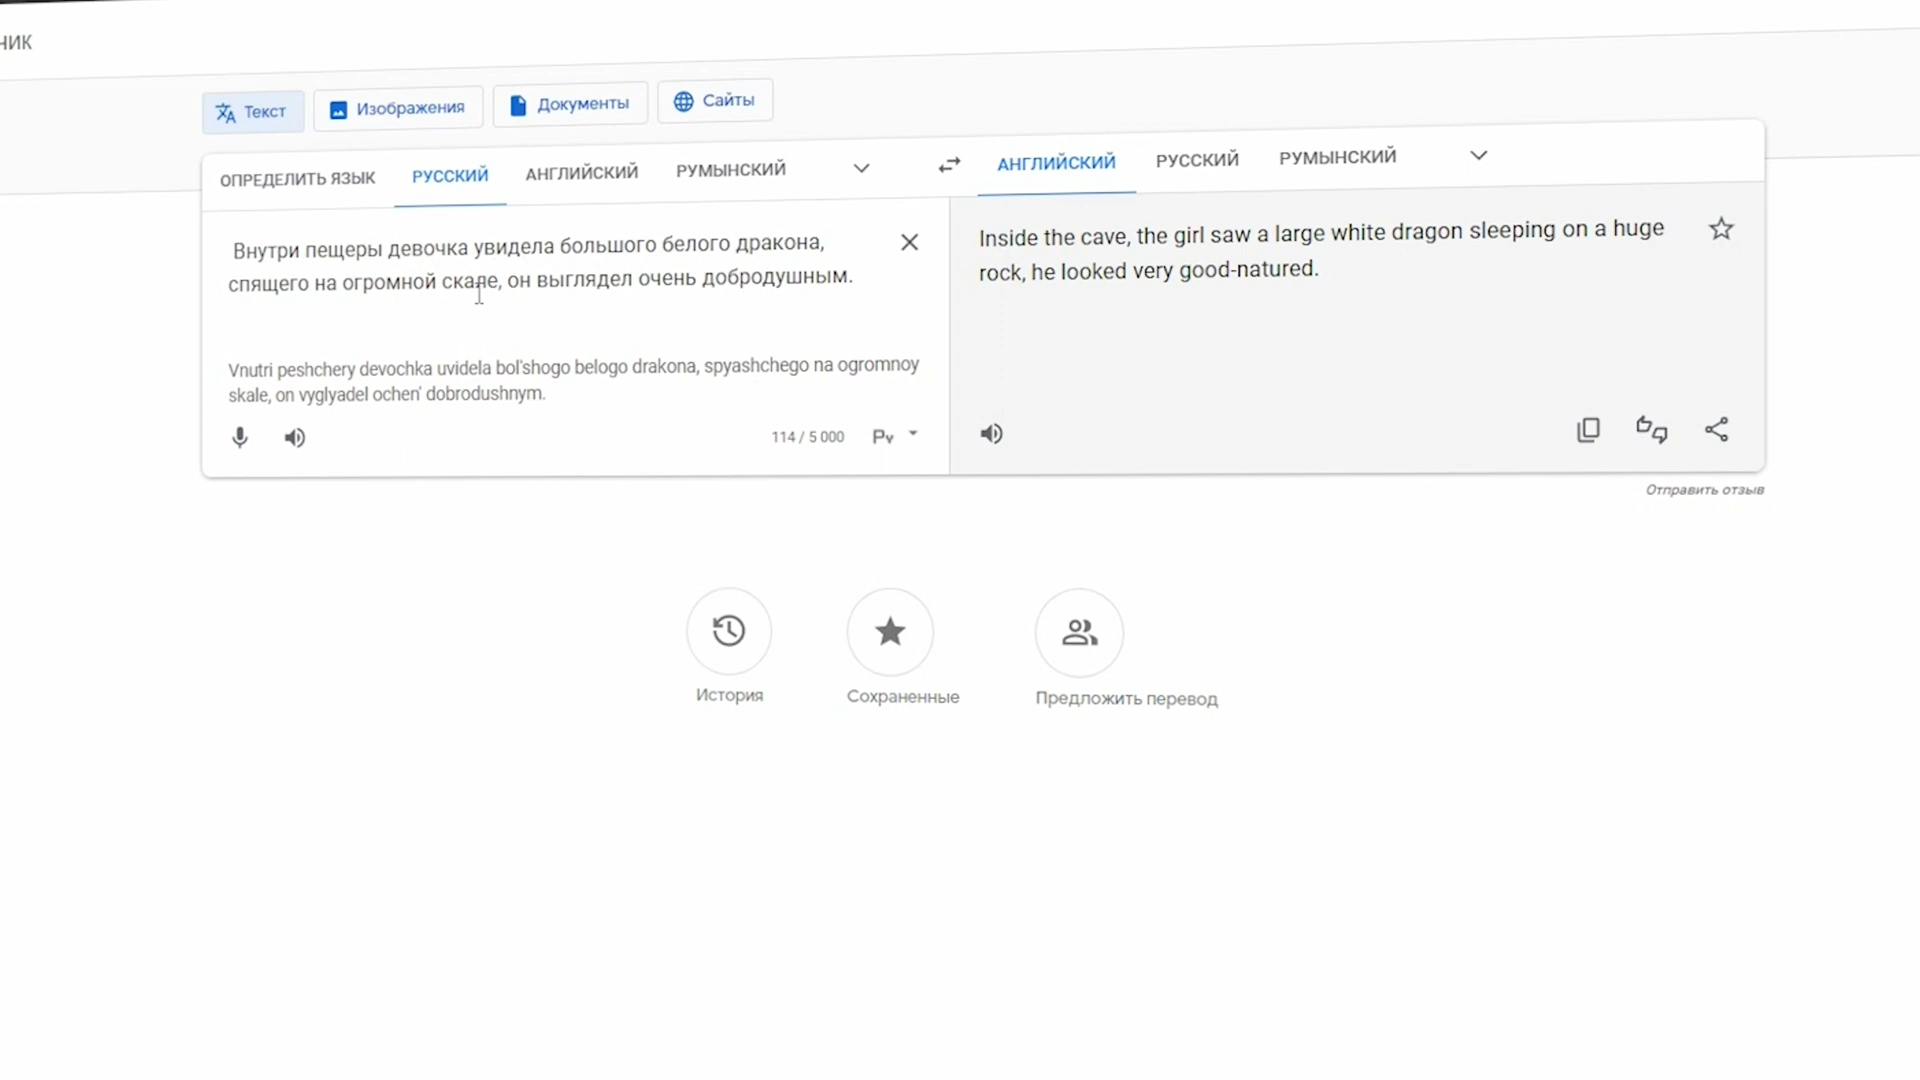 ник
Текст
Изображения
Документы
Сайты
ОПРЕДЕЛИТЬ ЯЗЫК
РУССКИЙ
АНГЛИЙСКИЙ
РУМЫНСКИЙ
АНГЛИЙСКИЙ
РУССКИЙ
РУМЫНСКИЙ
Внутри пещеры девочка увидела большого белого дракона,
спящего на огромной скале, он выглядел очень добродушным.
Vnutri peshchery devochka uvidela bol'shogo belogo drakona, spyashchego na ogromnoy
skale, on vyglyadel ochen' dobrodushnym.
114 / 5 000
Ру
Inside the cave, the girl saw a large white dragon sleeping on a huge
rock, he looked very good-natured.
Отправить отзыв
История
Сохраненные
Предложить перевод